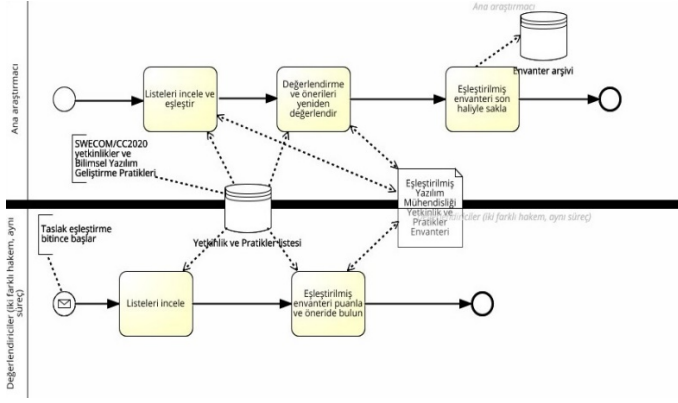 Ana araştırmacı
Ana araştırmacı
Envanter arşivi
Listeleri incele ve
eşleştir
Değerlendirme
ve önerileri
yeniden
değerlendir
Eşleştirilmiş
envanteri son
haliyle sakla
SWECOM/CC2020
yetkinlikler ve
Bilimsel Yazılım
Geliştirme Pratikleri
Yetkinlik ve Pratikler listesi
Eşleştirilmiş
Yazılım
Mühendisliği
Yetkinlik ve
Pratikler
Envanteri
Değerlendiriciler (iki farklı hakem, aynı
süreç)
(iki farklı hakem, aynı süreç)
Taslak eşleştirme
bitince başlar
Listeleri incele
Eşleştirilmiş
envanteri puanla
ve öneride bulun